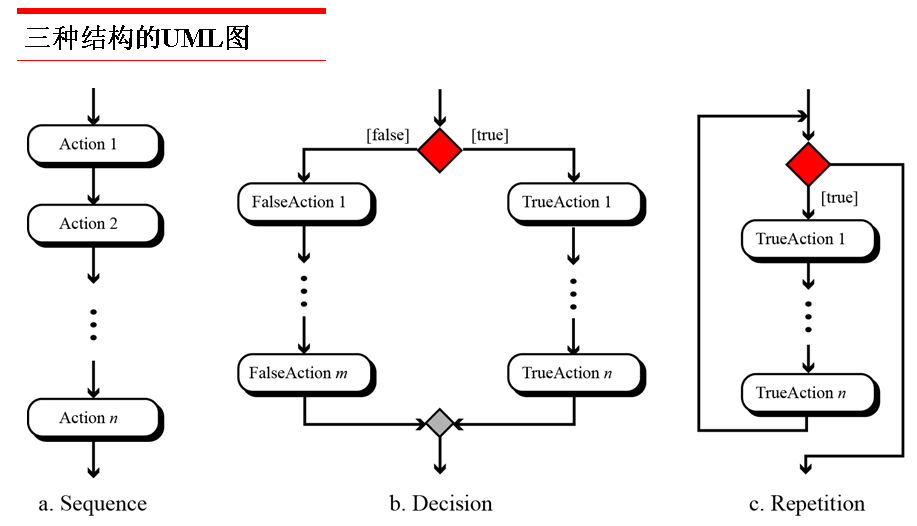 三种结构的UML图
Action 1
Action 2
Action n
a. Sequence
[false]
[true]
FalseAction 1
TrueAction 1
FalseAction m
TrueAction n
b. Decision
[true]
TrueAction 1
TrueAction n
c. Repetition